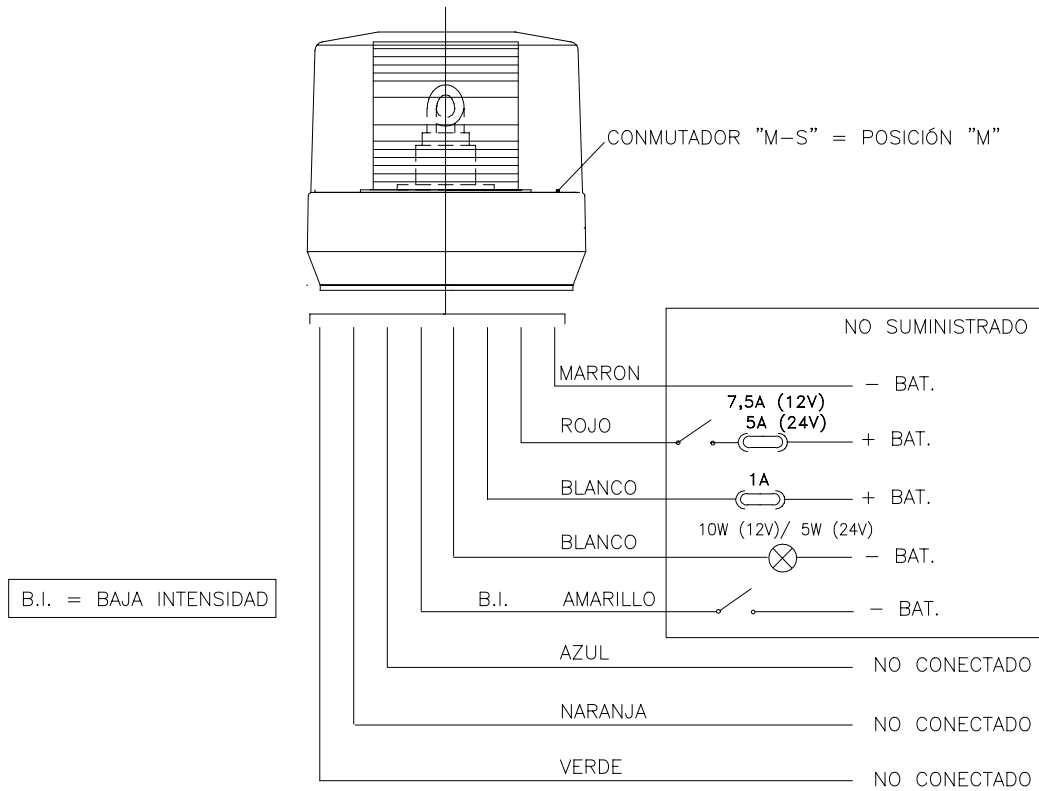 CONMUTADOR "M-S" = POSICIÓN "M"
NO SUMINISTRADO
MARRON
- BAT.
7,5A (12V)
5A (24V)
ROJO
+ BAT.
1A
BLANCO
+ BAT.
10W (12V)/ 5W (24V)
BLANCO
- BAT.
B.I. = BAJA INTENSIDAD
B.I. AMARILLO
- BAT.
AZUL
NO CONECTADO
NARANJA
NO CONECTADO
VERDE
NO CONECTADO